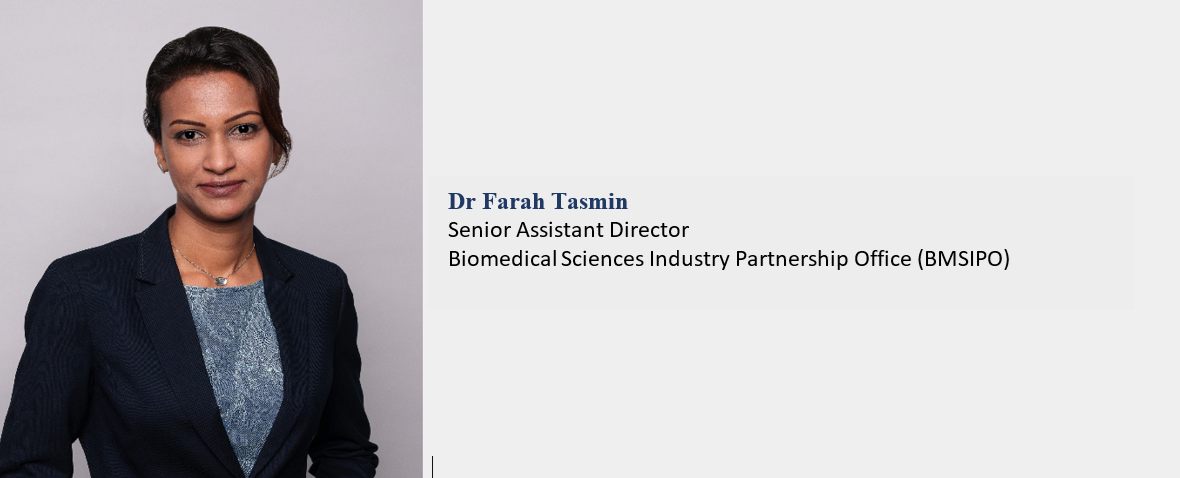 Dr Farah Tasmin
Senior Assistant Director
Biomedical Sciences Industry Partnership Office (BMSIPO)